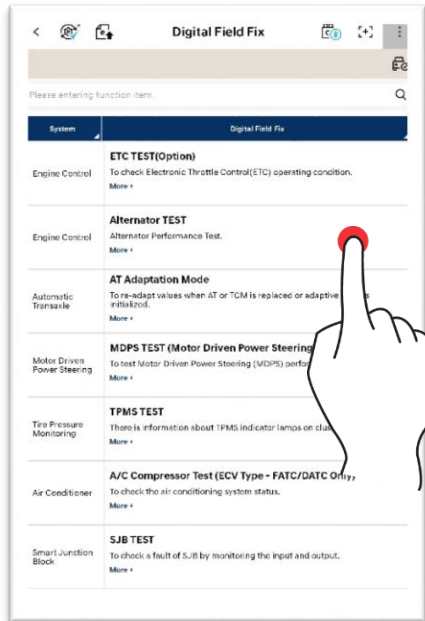 Digital Field Fix
Please entering function item.
System
Digital Field Fix
ETC TEST(Option)
Engine Control
To check Electronic Throttle Control(ETC) operating condition.
More +
Alternator TEST
Engine Control
Alternator Performance Test.
More +
AT Adaptation Mode
Automatic
Transaxle
To re-adapt values when AT or TCM is replaced or adaptive
initialized.
More +
MDPS TEST (Motor Driven Power Steering
Motor Driven
Power Steering
To test Motor Driven Power Steering (MDPS)
More +
TPMS TEST
Tire Pressure
Monitoring
There is information about TPMS indicator lamps on
More +
A/C Compressor Test (ECV Type - FATC/DATC Only)
Air Conditioner
To check the air conditioning system status.
More +
SJB TEST
Smart Junction
Block
To check a fault of SJB by monitoring the input and output.
More +